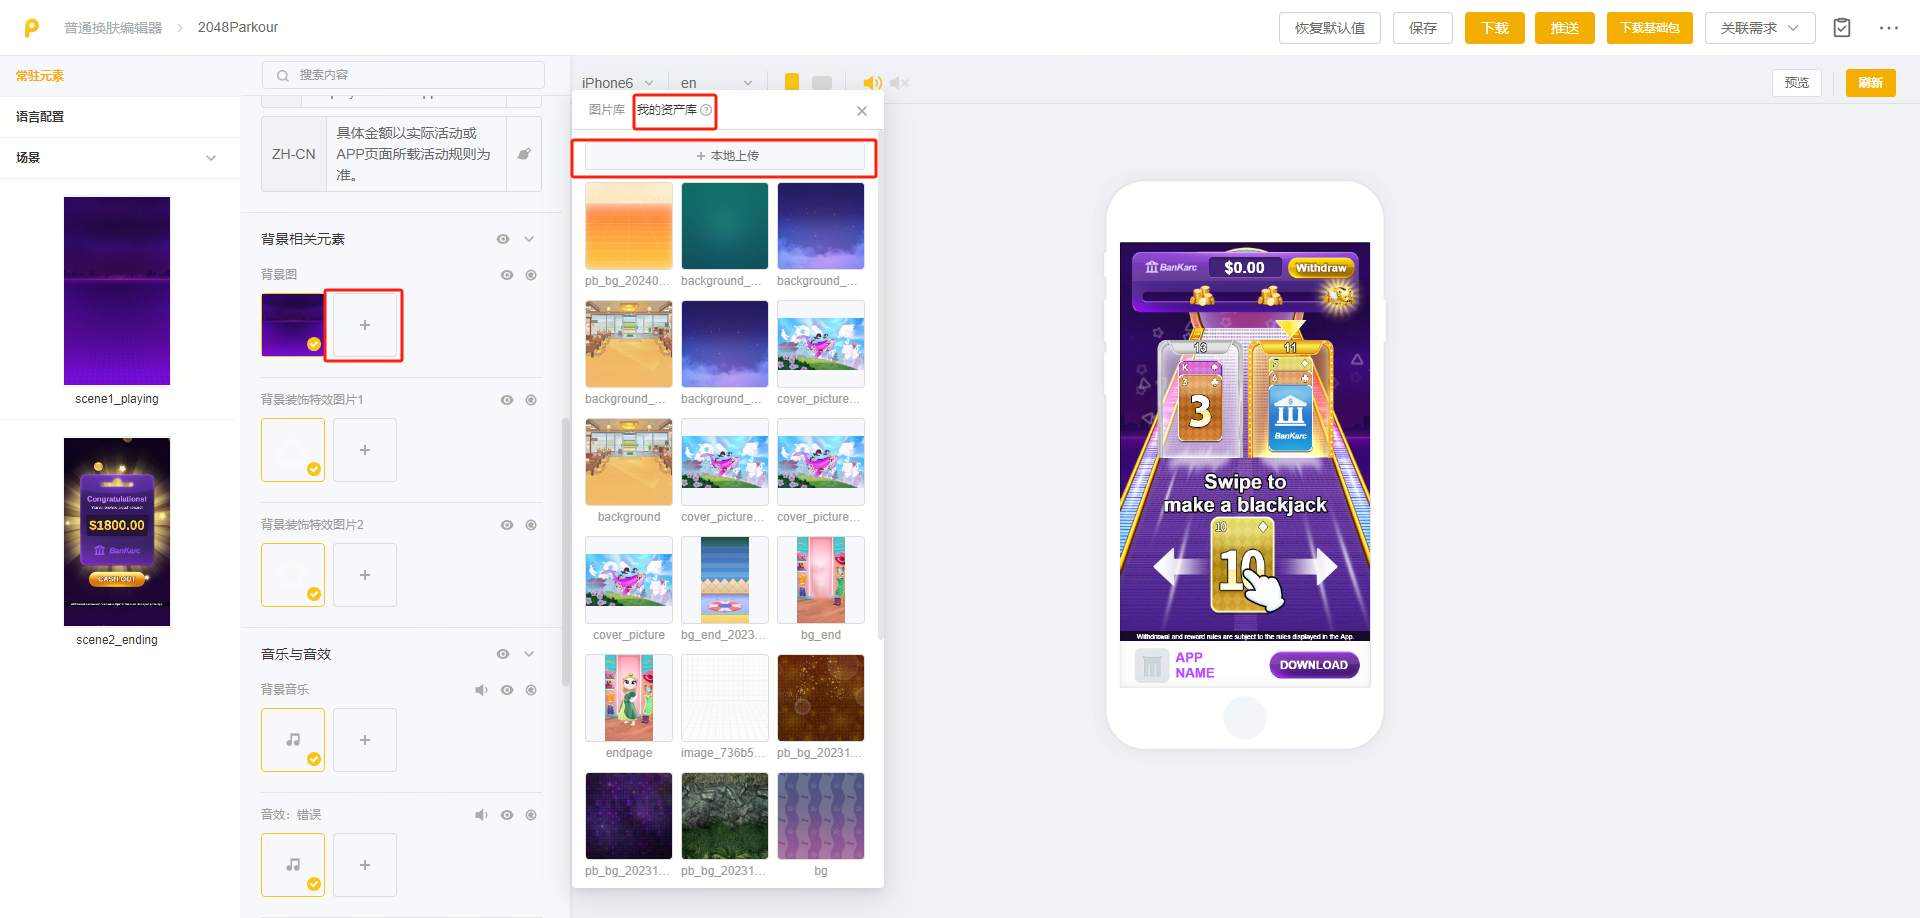 普通换肤编辑器
2048Parkour
恢复默认值
保存
下载
推送
下载基础包
关联需求
常驻元素
搜索内容
iPhone6
en
预览
刷新
语言配置
场景
ZH-CN
具体金额以实际活动或
APP页面所载活动规则为
准。
scene1_playing
Congratulations!
$1800.00
BanKarc
CASH OUT
scene2_ending
背景相关元素
背景图
背景装饰特效图片1
背景装饰特效图片2
音乐与音效
背景音乐
音效：错误
图片库
我的资产库
+ 本地上传
pb_bg_20240...
background_...
background_...
background_...
background_...
cover_picture...
background
cover_picture...
cover_picture...
cover_picture
bg_end_2023...
bg_end
endpage
image_736b5...
pb_bg_20231...
pb_bg_20231...
pb_bg_20231...
bg
BanKarc
$0.00
Withdraw
13
11
K
3
3
6
BanKarc
Swipe to
make a blackjack
10
10
Withdrawal and reward rules are subject to the rules displayed in the App.
APP
NAME
DOWNLOAD